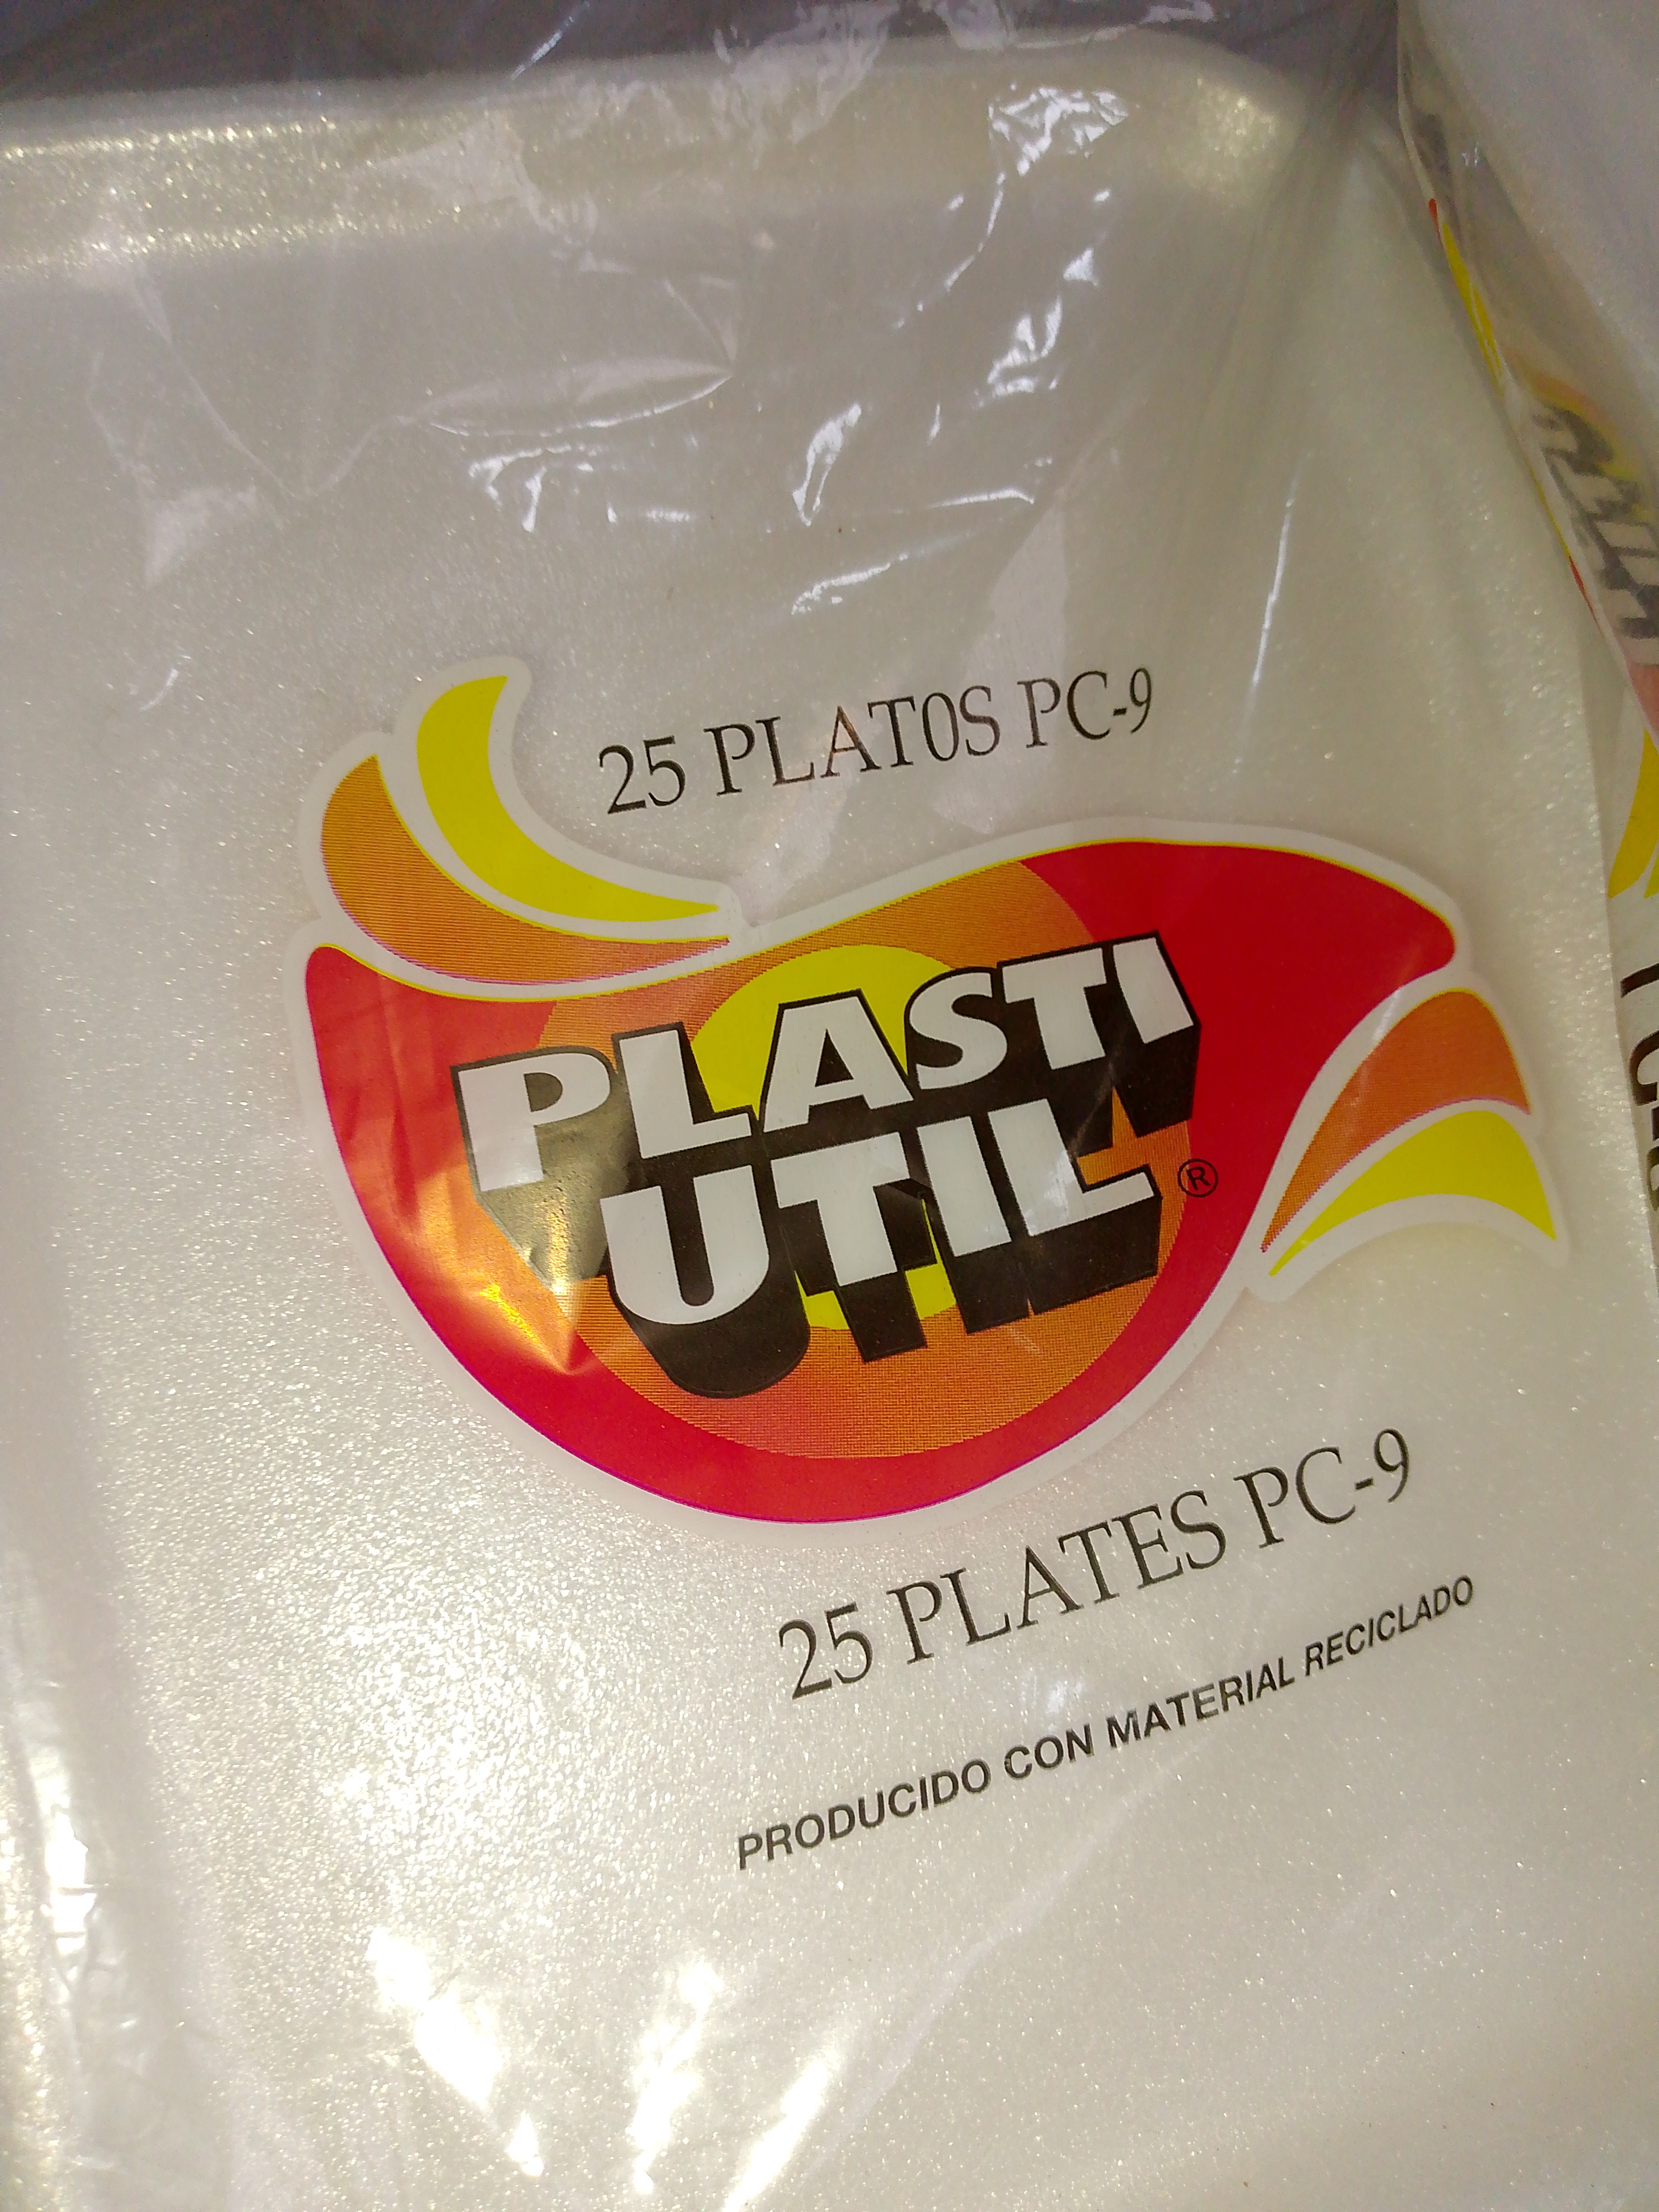 25 PLATOS PC-9
PLASTI
UTIL®
25 PLATES PC-9
PRODUCIDO CON MATERIAL RECICLADO